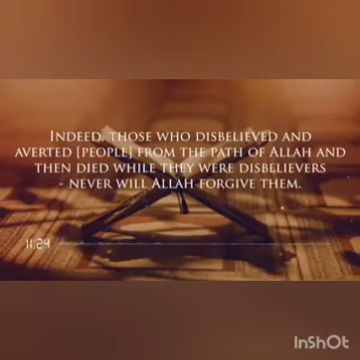 Indeed, those who disbelieved and
averted [people] from the path of Allah and
then died while they were disbelievers
- never will Allah forgive them.
11:24
InShOt